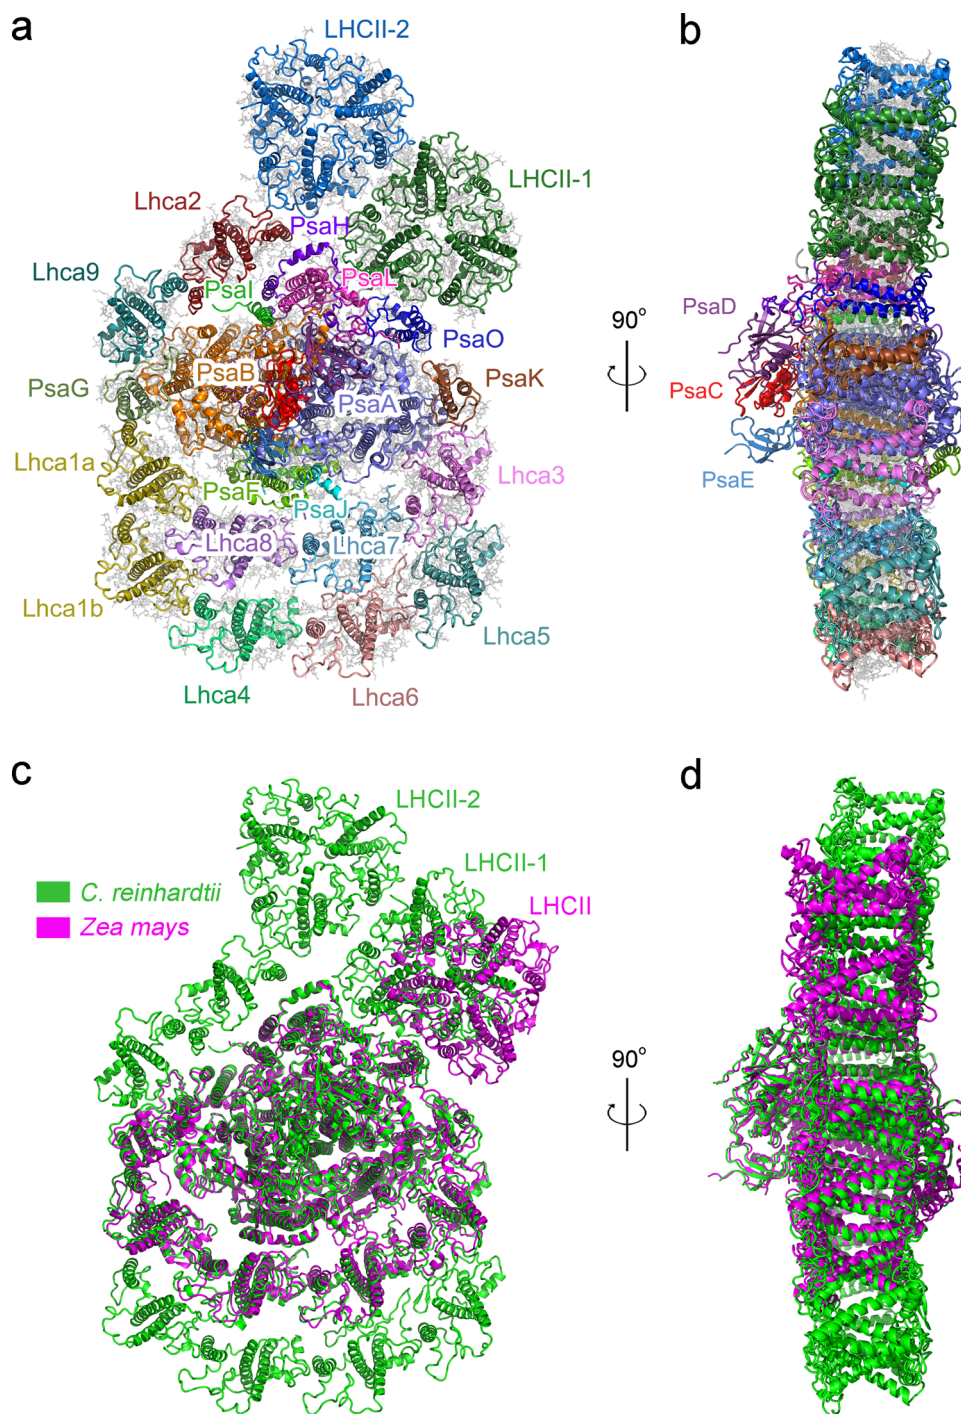 a
LHCII-2
b
LHCII-1
Lhca2
PsaH
Lhca9
PsaI
PsaL
PsaD
PsaO
90°
PsaB
PsaG
PsaA
PsaK
PsaC
Lhca1a
PsaF
Lhca3
PsaE
PsaJ
Lhca8
Lhca7
Lhca1b
Lhca5
Lhca4
Lhca6
c
d
LHCII-2
LHCII-1
C. reinhardtii
LHCII
Zea mays
90°